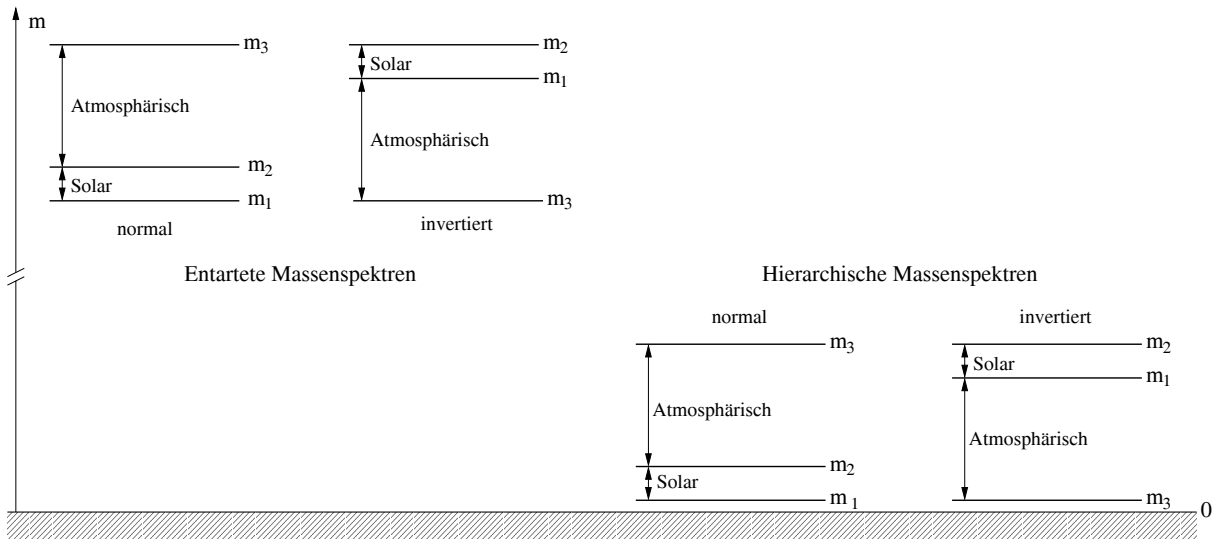 m
m3
Atmosphärisch
m2
Solar
m1
normal
m2
Solar
m1
Atmosphärisch
m3
invertiert
Entartete Massenspektren
Hierarchische Massenspektren
normal
m3
Atmosphärisch
m2
Solar
m1
invertiert
m2
Solar
m1
Atmosphärisch
m3
0